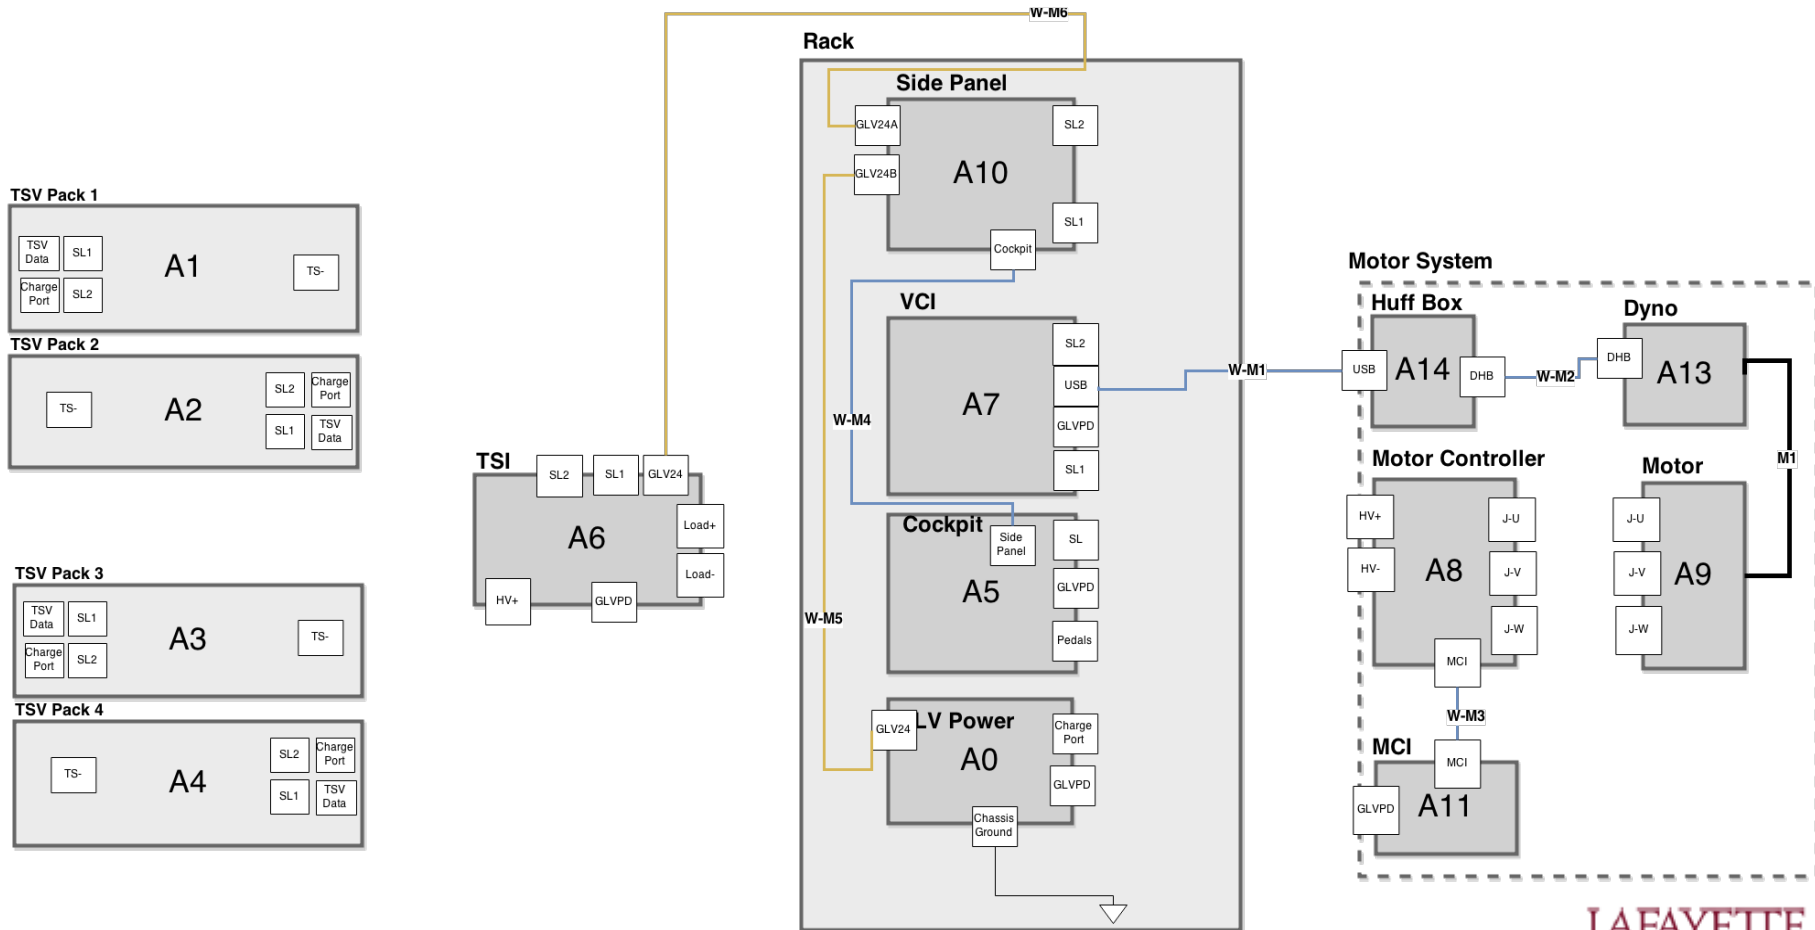 W-M6
Rack
Side Panel
GLV24A
SL2
GLV24B
A10
SL1
Cockpit
TSV Pack 1
TSV
Data
SL1
A1
TS-
Charge
Port
SL2
TSV Pack 2
TS-
A2
SL2
Charge
Port
SL1
TSV
Data
TSV Pack 3
TSV
Data
SL1
A3
TS-
Charge
Port
SL2
TSV Pack 4
TS-
A4
SL2
Charge
Port
SL1
TSV
Data
TSI
SL2
SL1
GLV24
Load+
A6
Load-
HV+
GLVPD
VCI
SL2
USB
A7
GLVPD
SL1
W-M4
W-M5
Cockpit
Side
Panel
SL
A5
GLVPD
Pedals
GLV24
LV Power
Charge
Port
A0
GLVPD
Chassis
Ground
W-M1
Motor System
Huff Box
USB
A14
DHB
W-M2
Dyno
DHB
A13
M1
Motor Controller
HV+
J-U
HV-
A8
J-V
J-W
MCI
Motor
J-U
J-V
A9
J-W
W-M3
MCI
MCI
GLVPD
A11
LAFAYETTE